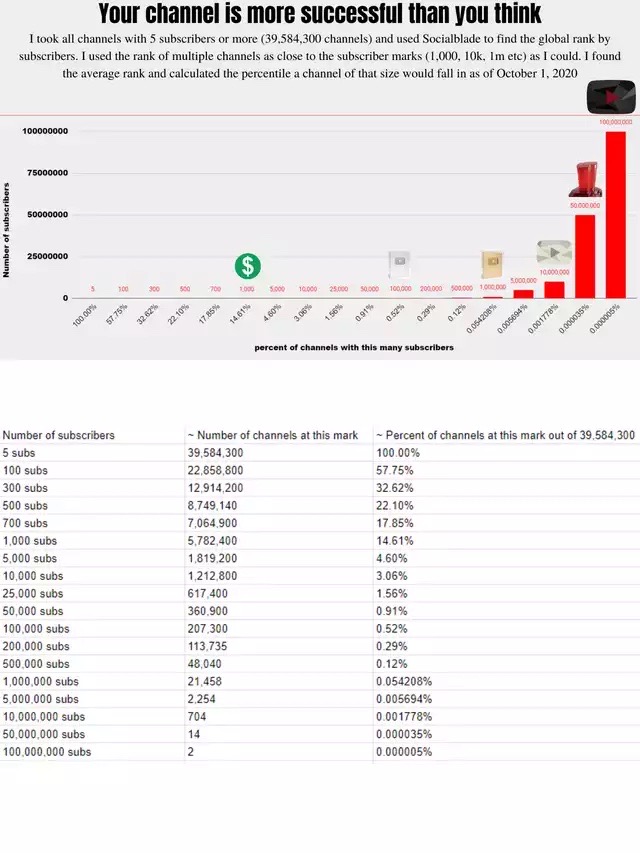 Your channel is more successful than you think
I took all channels with 5 subscribers or more (39,584,300 channels) and used Socialblade to find the global rank by
subscribers. I used the rank of multiple channels as close to the subscriber marks (1,000, 10k, 1m etc) as I could. I found
the average rank and calculated the percentile a channel of that size would fall in as of October 1, 2020
100,000,000
100000000
75000000
50,000,000
50000000
$
25000000
10,000,000
5 100 300 500 700 1,000 5,000 10,000 25,000 50,000 100,000 200,000 500,000 1,000,000 5,000,000
0
Number of subscribers
100.00% 57.75% 32.62% 22.10% 17.85% 14.61% 4.60% 3.06% 1.56% 0.91% 0.52% 0.29% 0.12% 0.054208% 0.005694% 0.001778% 0.000035% 0.000005%
percent of channels with this many subscribers
Number of subscribers ~ Number of channels at this mark ~ Percent of channels at this mark out of 39,584,300
5 subs 39,584,300 100.00%
100 subs 22,858,800 57.75%
300 subs 12,914,200 32.62%
500 subs 8,749,140 22.10%
700 subs 7,064,900 17.85%
1,000 subs 5,782,400 14.61%
5,000 subs 1,819,200 4.60%
10,000 subs 1,212,800 3.06%
25,000 subs 617,400 1.56%
50,000 subs 360,900 0.91%
100,000 subs 207,300 0.52%
200,000 subs 113,735 0.29%
500,000 subs 48,040 0.12%
1,000,000 subs 21,458 0.054208%
5,000,000 subs 2,254 0.005694%
10,000,000 subs 704 0.001778%
50,000,000 subs 14 0.000035%
100,000,000 subs 2 0.000005%